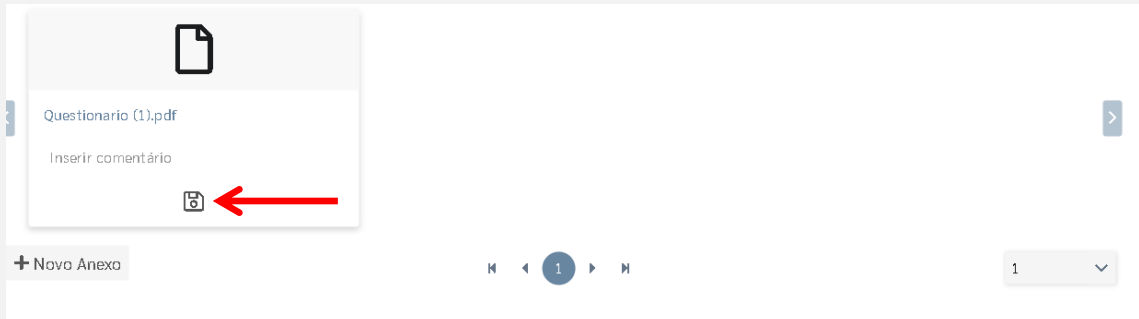 Questionario (1).pdf
Inserir comentário
+ Novo Anexo
1
1